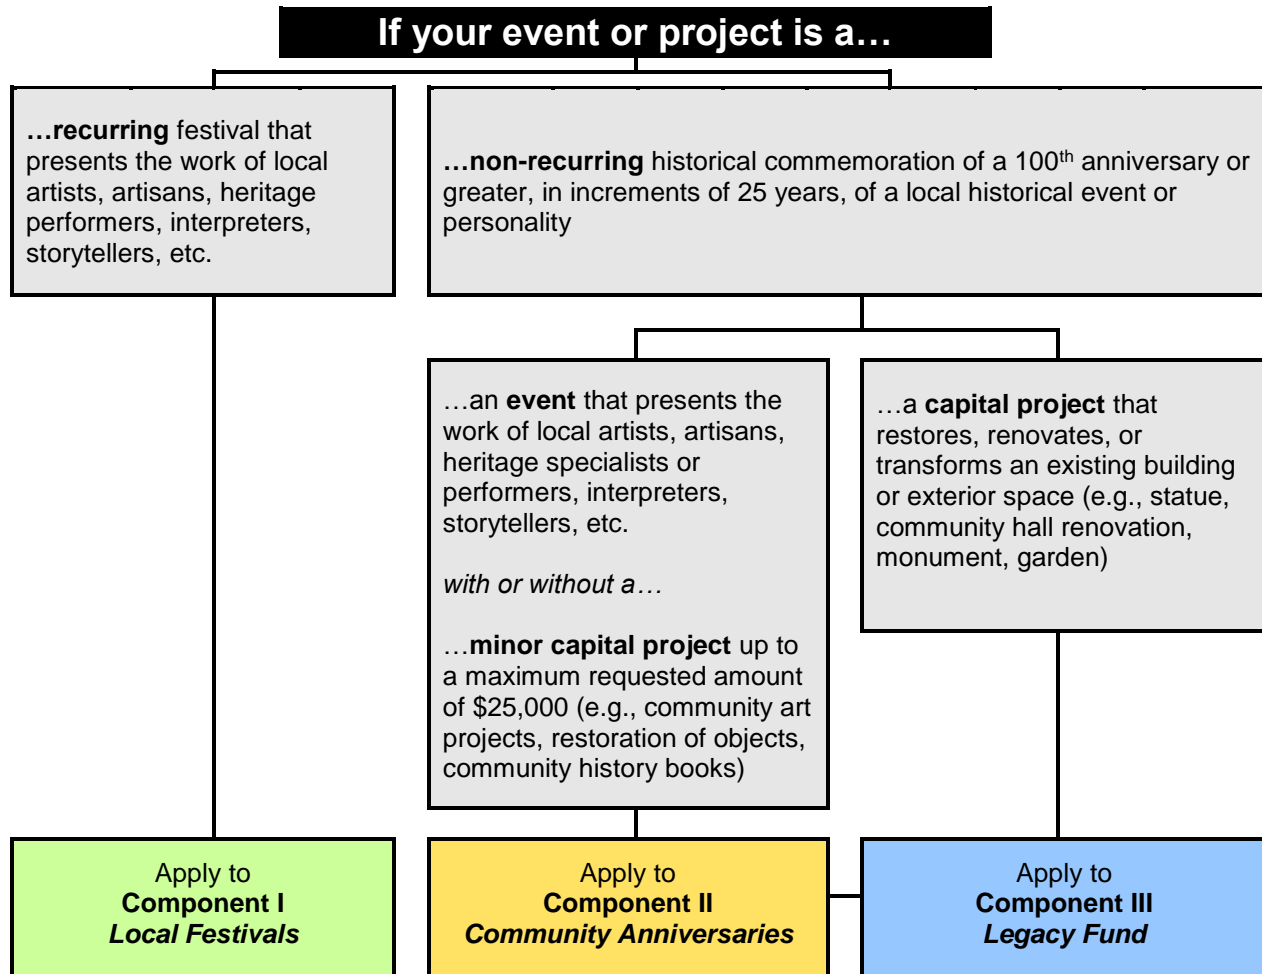 If your event or project is a…
…recurring festival that
presents the work of local
artists, artisans, heritage
performers, interpreters,
storytellers, etc.
…non-recurring historical commemoration of a 100th anniversary or
greater, in increments of 25 years, of a local historical event or
personality
…an event that presents the
work of local artists, artisans,
heritage specialists or
performers, interpreters,
storytellers, etc.
with or without a…
…minor capital project up to
a maximum requested amount
of $25,000 (e.g., community art
projects, restoration of objects,
community history books)
…a capital project that
restores, renovates, or
transforms an existing building
or exterior space (e.g., statue,
community hall renovation,
monument, garden)
Apply to
Component I
Local Festivals
Apply to
Component II
Community Anniversaries
Apply to
Component III
Legacy Fund